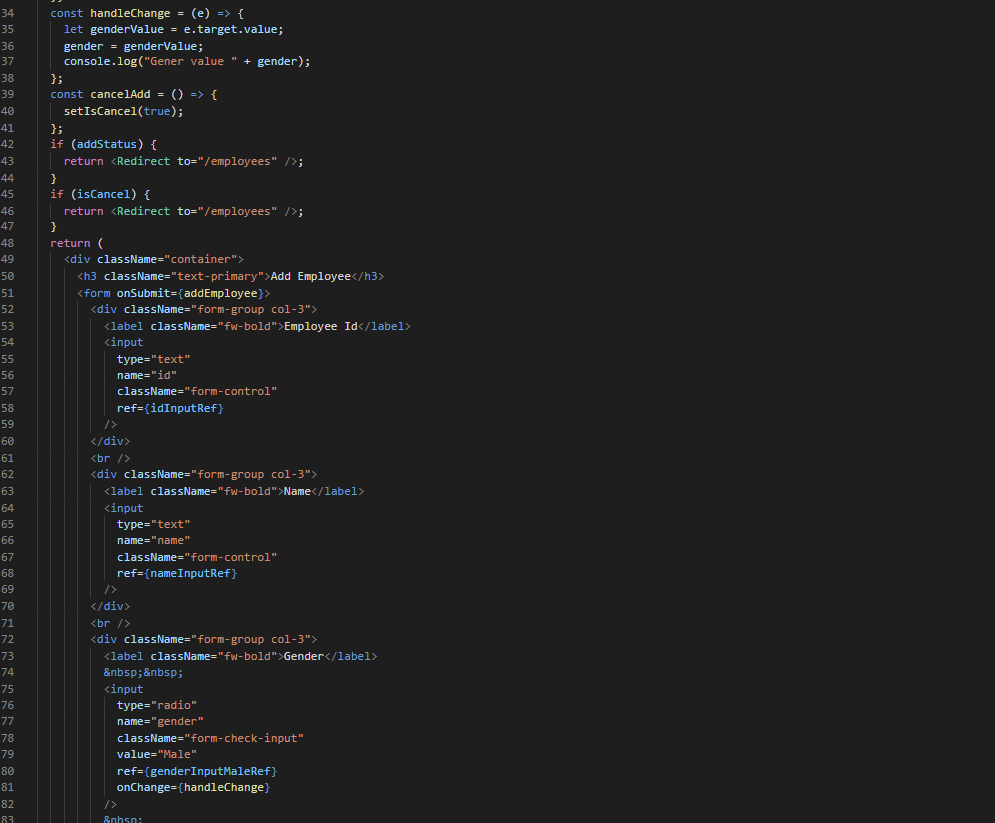 34 const handleChange = (e) => {
35 let genderValue = e.target.value;
36 gender = genderValue;
37 console.log("Gener value " + gender);
38 };
39 const cancelAdd = () => {
40 setIsCancel(true);
41 };
42 if (addStatus) {
43 return <Redirect to="/employees" />;
44 }
45 if (isCancel) {
46 return <Redirect to="/employees" />;
47 }
48 return (
49 <div className="container">
50 <h3 className="text-primary">Add Employee</h3>
51 <form onSubmit={addEmployee}>
52 <div className="form-group col-3">
53 <label className="fw-bold">Employee Id</label>
54 <input
55 type="text"
56 name="id"
57 className="form-control"
58 ref={idInputRef}
59 />
60 </div>
61 <br />
62 <div className="form-group col-3">
63 <label className="fw-bold">Name</label>
64 <input
65 type="text"
66 name="name"
67 className="form-control"
68 ref={nameInputRef}
69 />
70 </div>
71 <br />
72 <div className="form-group col-3">
73 <label className="fw-bold">Gender</label>
74 &nbsp;&nbsp;
75 <input
76 type="radio"
77 name="gender"
78 className="form-check-input"
79 value="Male"
80 ref={genderInputMaleRef}
81 onChange={handleChange}
82 />
83 &nbsp;